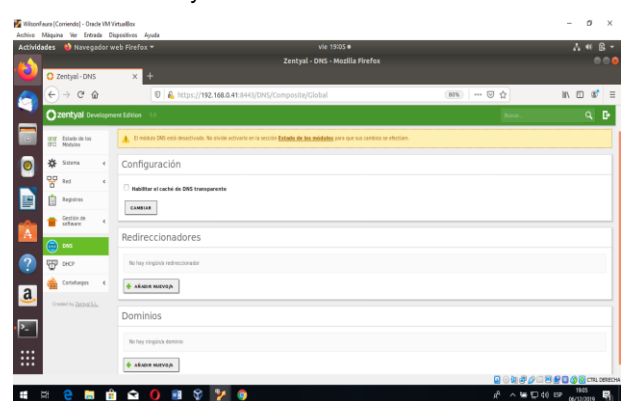 WilsonFaura [Corriendo] - Oracle VM VirtualBox
Archivo Máquina Ver Entrada Dispositivos Ayuda
Actividades Navegador web Firefox vie 19:05
Zentyal - DNS - Mozilla Firefox
Zentyal - DNS
https://192.168.0.41:8443/DNS/Composite/Global 80%
zentyal Development Edition
El módulo DNS está desactivado. No olvide activarlo en la sección Estado de los módulos para que sus cambios se efectúen.
Estado de los Módulos
Sistema
Red
Registros
Gestión de software
DNS
DHCP
Cortafuegos
Created by Zentyal S.L.
Configuración
Habilitar el caché de DNS transparente
CAMBIAR
Redireccionadores
No hay ningún/a redireccionador
AÑADIR NUEVO/A
Dominios
No hay ningún/a dominio
AÑADIR NUEVO/A
CTRL DERECHA
ESP
19:05
06/12/2019